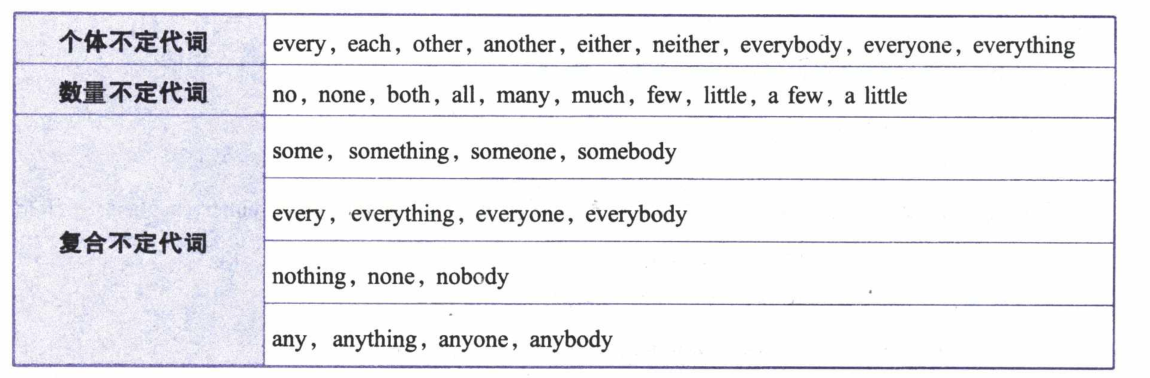 个体不定代词 every, each, other, another, either, neither, everybody, everyone, everything
数量不定代词 no, none, both, all, many, much, few, little, a few, a little
复合不定代词
some, something, someone, somebody
every, everything, everyone, everybody
nothing, none, nobody
any, anything, anyone, anybody